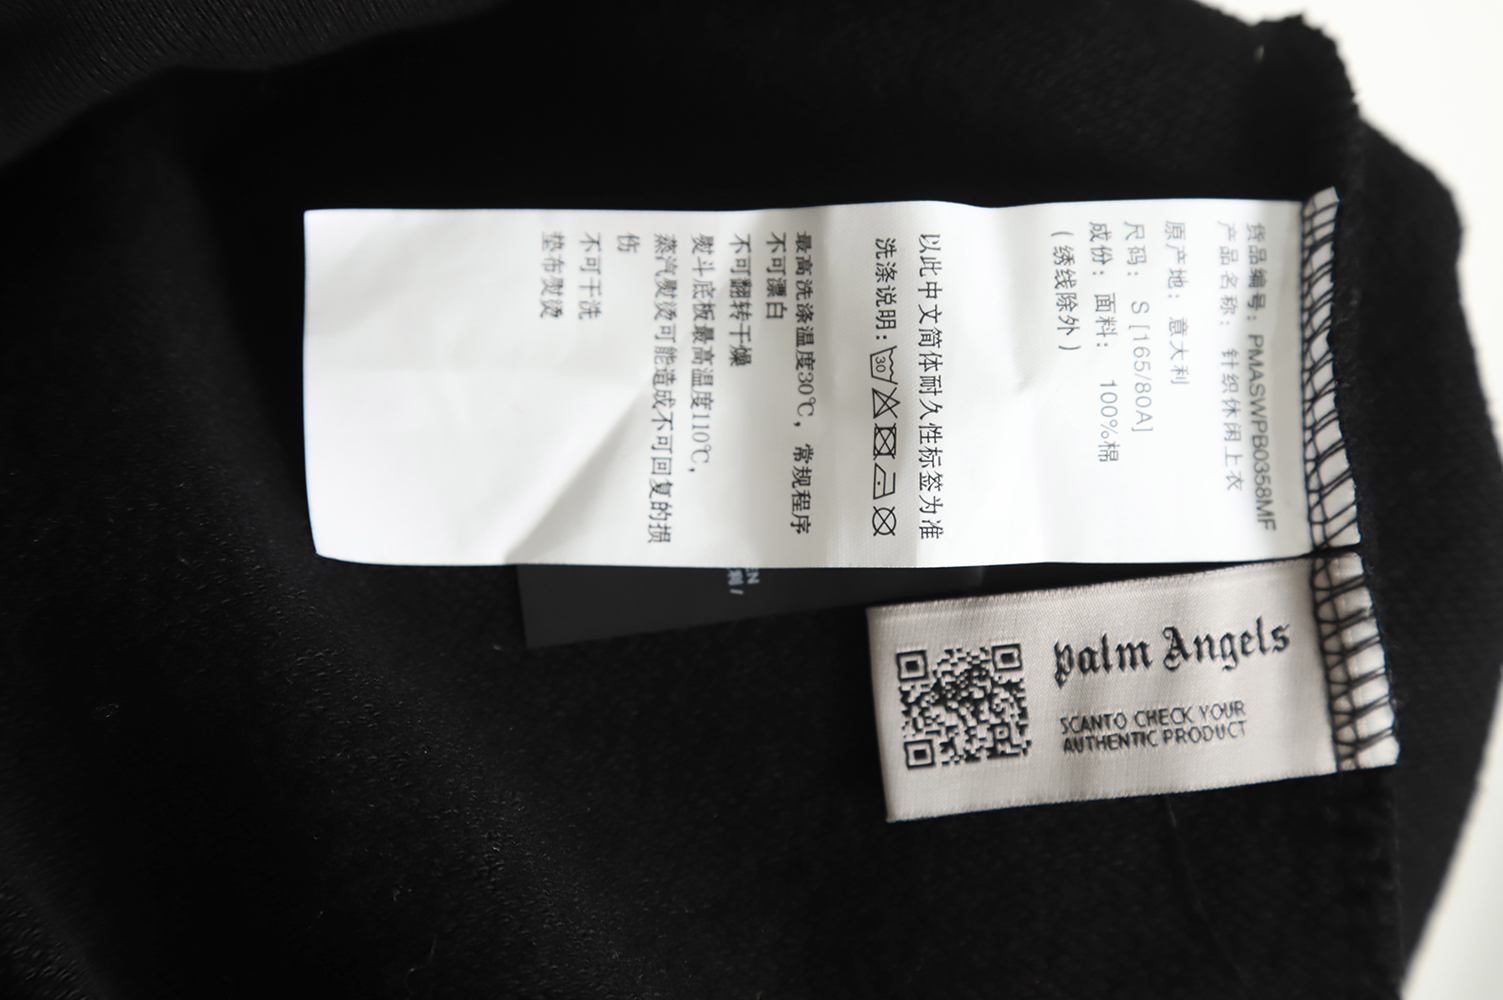 货品编号：PMASWPB0358MF
产品名称： 针织休闲上衣
原产地：意大利
尺码： S [165/80A]
成份：面料： 100%棉
（绣线除外）
以此中文简体耐久性标签为准
洗涤说明：
30
最高洗涤温度30℃，常规程序
不可漂白
不可翻转干燥
熨斗底板最高温度110℃，
蒸汽熨烫可能造成不可回复的损
伤
不可干洗
垫布熨烫
Palm Angels
SCANTO CHECK YOUR
AUTHENTIC PRODUCT